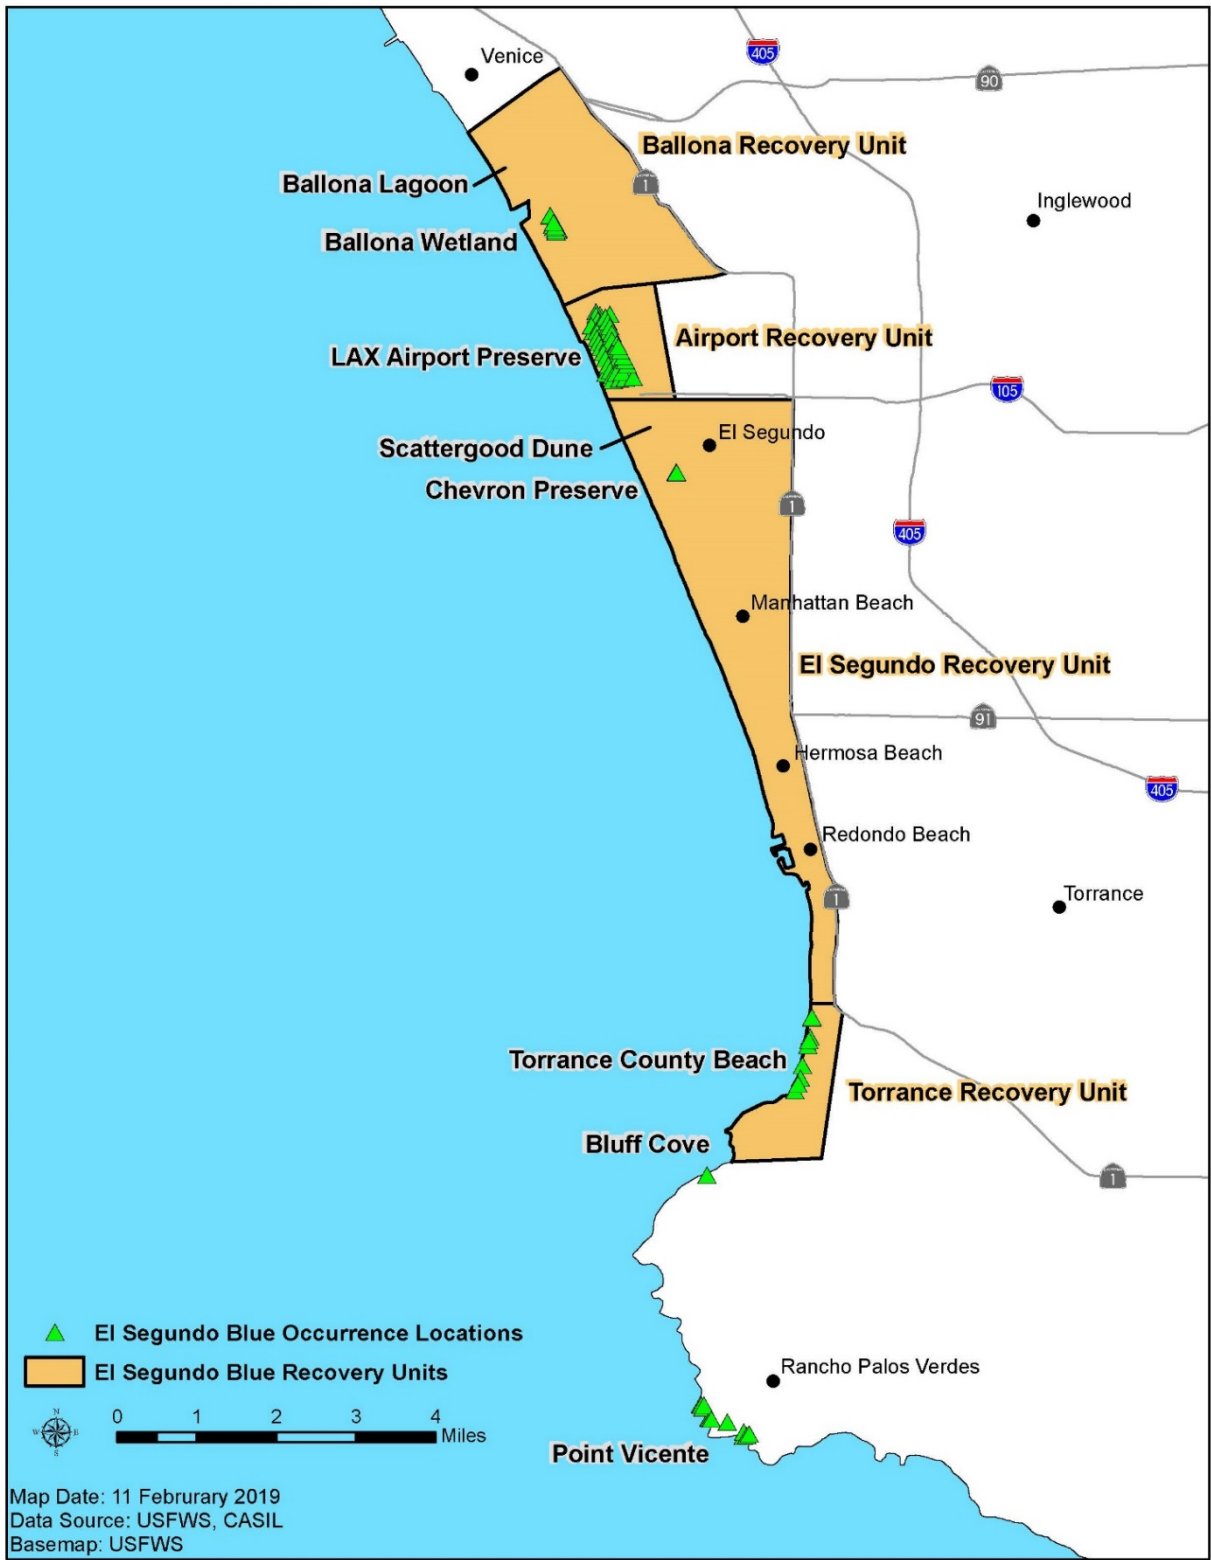 Venice
405
90
Ballona Recovery Unit
Ballona Lagoon
1
Inglewood
Ballona Wetland
Airport Recovery Unit
LAX Airport Preserve
105
El Segundo
Scattergood Dune
Chevron Preserve
1
405
Manhattan Beach
El Segundo Recovery Unit
91
Hermosa Beach
405
Redondo Beach
1
Torrance
Torrance County Beach
Torrance Recovery Unit
Bluff Cove
1
El Segundo Blue Occurrence Locations
El Segundo Blue Recovery Units
Rancho Palos Verdes
N
W E
S
0 1 2 3 4
Miles
Point Vicente
Map Date: 11 Februrary 2019
Data Source: USFWS, CASIL
Basemap: USFWS